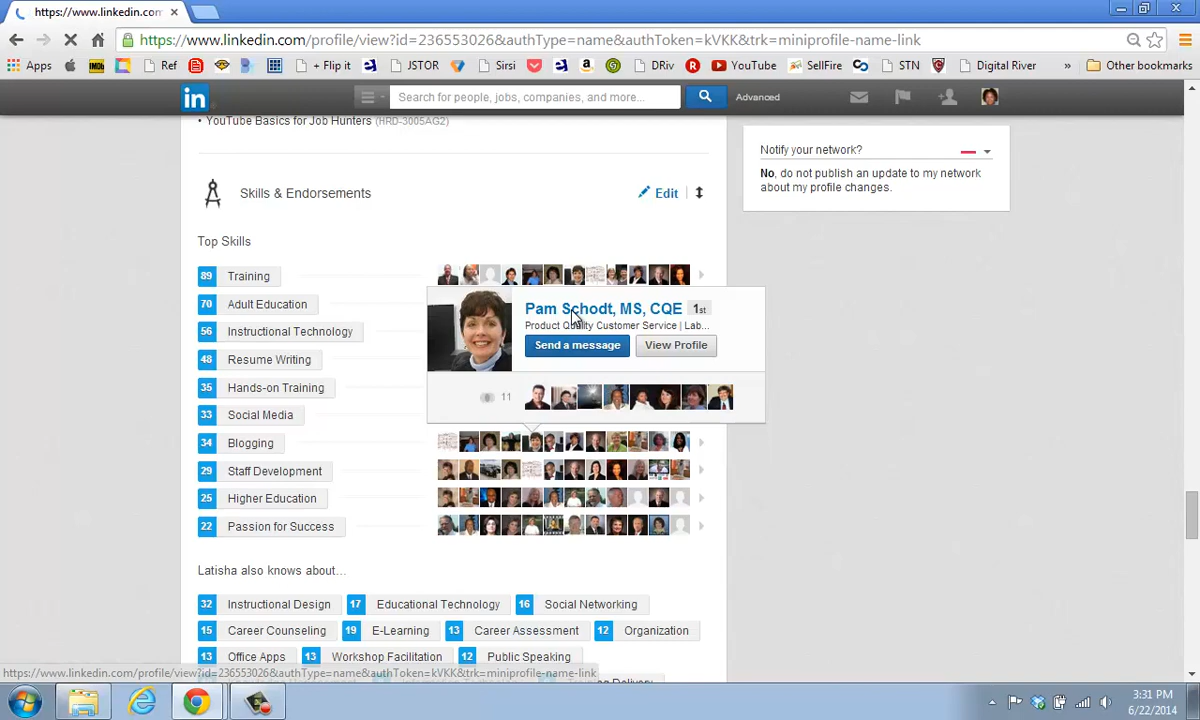 https://www.linkedin.com
https://www.linkedin.com/profile/view?id=236553026&authType=name&authToken=kVKK&trk=miniprofile-name-link
Apps
IMDb
Ref
+ Flip it
JSTOR
Sirsi
DRiv
YouTube
SellFire
STN
Digital River
»
Other bookmarks
in
Search for people, jobs, companies, and more...
Advanced
• YouTube Basics for Job Hunters (HRD-3005AG2)
Notify your network?
No, do not publish an update to my network
about my profile changes.
Skills & Endorsements
Edit
Top Skills
89 Training
70 Adult Education
56 Instructional Technology
48 Resume Writing
35 Hands-on Training
33 Social Media
34 Blogging
29 Staff Development
25 Higher Education
22 Passion for Success
Pam Schodt, MS, CQE 1st
Product Quality Customer Service | Lab...
Send a message
View Profile
11
Latisha also knows about...
32 Instructional Design 17 Educational Technology 16 Social Networking
15 Career Counseling 19 E-Learning 13 Career Assessment 12 Organization
13 Office Apps 13 Workshop Facilitation 12 Public Speaking
https://www.linkedin.com/profile/view?id=236553026&authType=name&authToken=kVKK&trk=miniprofile-name-link
3:31 PM
6/22/2014